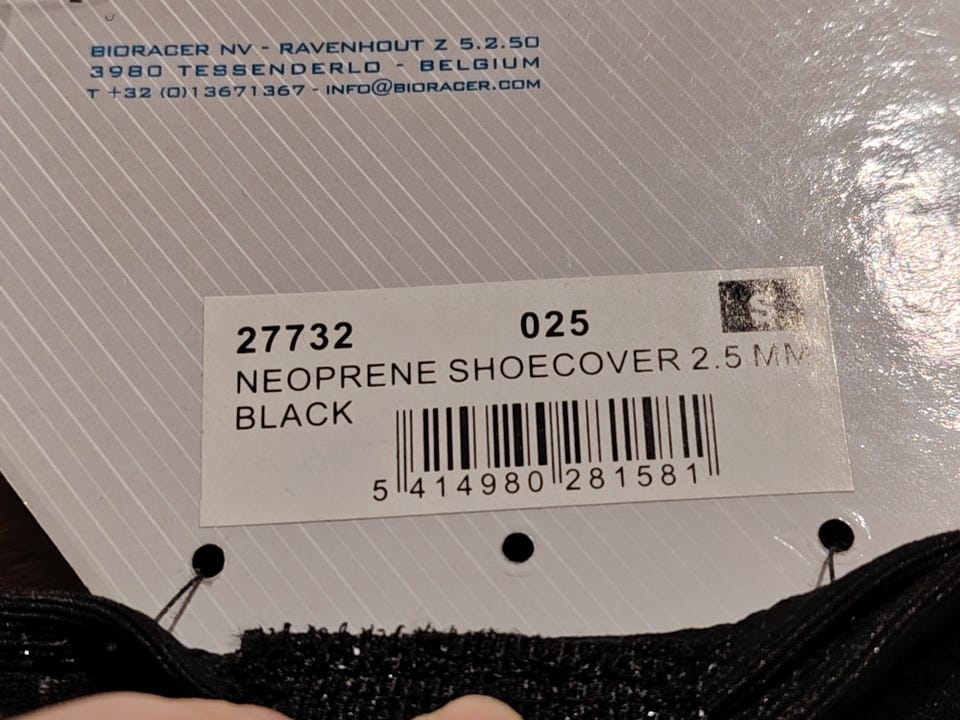 BIORACER NV - RAVENHOUT Z 5.2.50
3980 TESSENDERLO - BELGIUM
T +32 (0)13671367 - INFO@BIORACER.COM
27732 025 S
NEOPRENE SHOECOVER 2.5 MM
BLACK
5 414980 281581